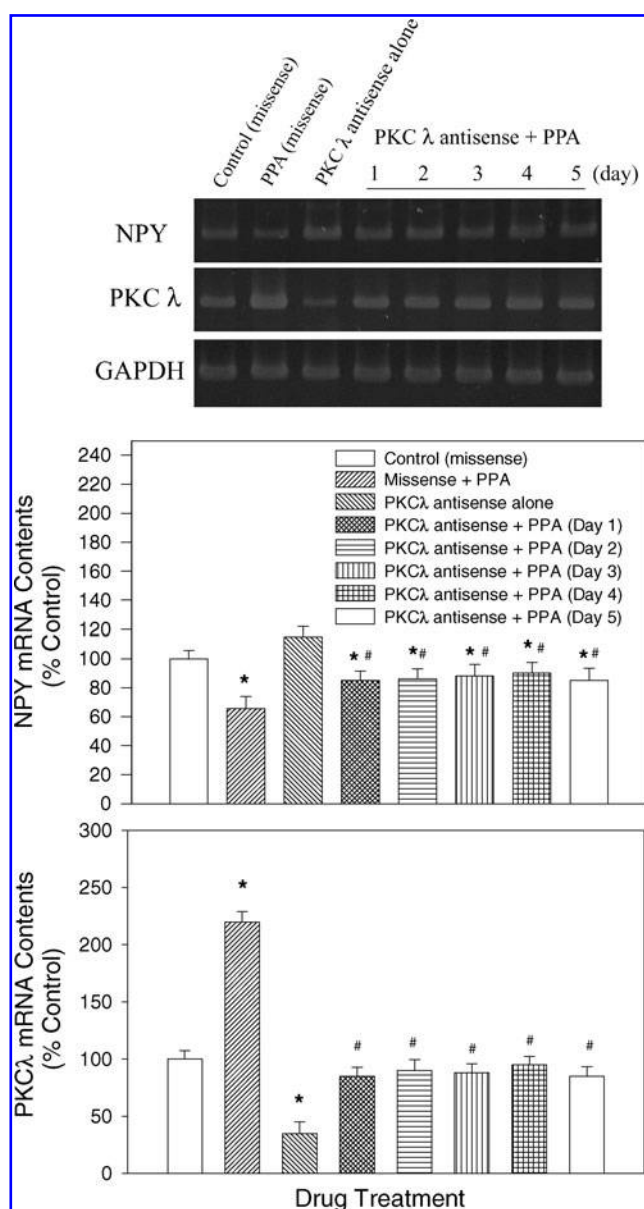 Control (missense)
PPA (missense)
PKC λ antisense alone
PKC λ antisense + PPA
1 2 3 4 5 (day)
NPY
PKC λ
GAPDH
NPY mRNA Contents
(% Control)
240
220
200
180
160
140
120
100
80
60
40
20
0
Control (missense)
Missense + PPA
PKCλ antisense alone
PKCλ antisense + PPA (Day 1)
PKCλ antisense + PPA (Day 2)
PKCλ antisense + PPA (Day 3)
PKCλ antisense + PPA (Day 4)
PKCλ antisense + PPA (Day 5)
* *# *# *# *# *#
PKCλ mRNA Contents
(% Control)
300
250
200
150
100
50
0
* * # # # # #
Drug Treatment